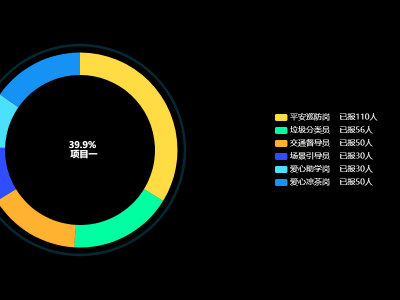 39.9%
项目一
平安巡防岗 已报110人
垃圾分类员 已报56人
交通督导员 已报50人
场景引导员 已报30人
爱心助学岗 已报30人
爱心凉茶岗 已报50人